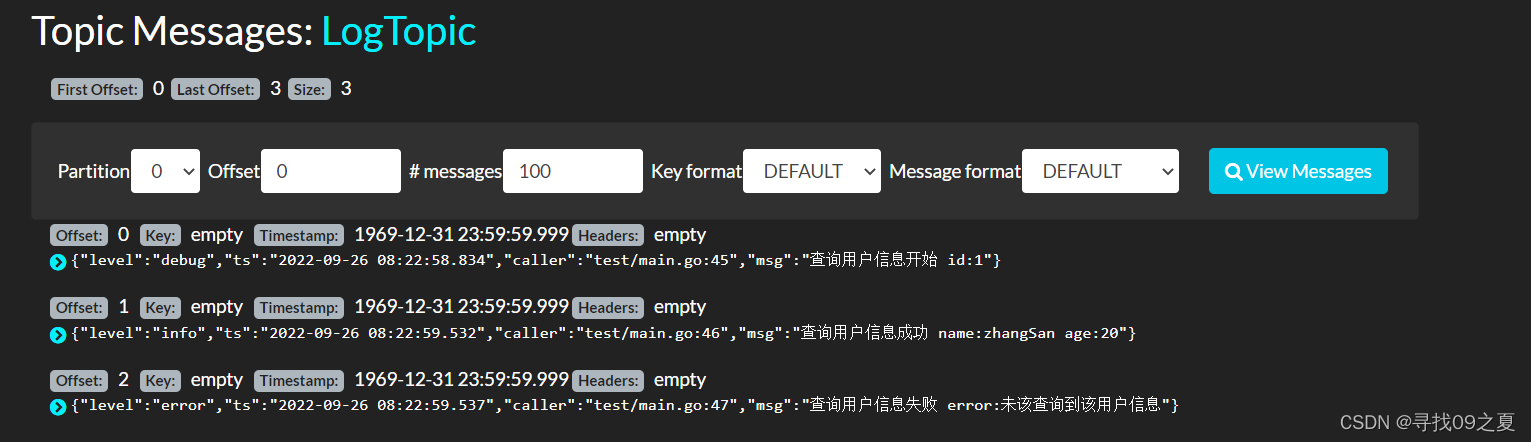 Topic Messages: LogTopic
First Offset: 0 Last Offset: 3 Size: 3
Partition 0 Offset 0 # messages 100 Key format DEFAULT Message format DEFAULT View Messages
Offset: 0 Key: empty Timestamp: 1969-12-31 23:59:59.999 Headers: empty
{"level":"debug","ts":"2022-09-26 08:22:58.834","caller":"test/main.go:45","msg":"查询用户信息开始 id:1"}
Offset: 1 Key: empty Timestamp: 1969-12-31 23:59:59.999 Headers: empty
{"level":"info","ts":"2022-09-26 08:22:59.532","caller":"test/main.go:46","msg":"查询用户信息成功 name:zhangSan age:20"}
Offset: 2 Key: empty Timestamp: 1969-12-31 23:59:59.999 Headers: empty
{"level":"error","ts":"2022-09-26 08:22:59.537","caller":"test/main.go:47","msg":"查询用户信息失败 error:未该查询到该用户信息"}
CSDN @寻找09之夏